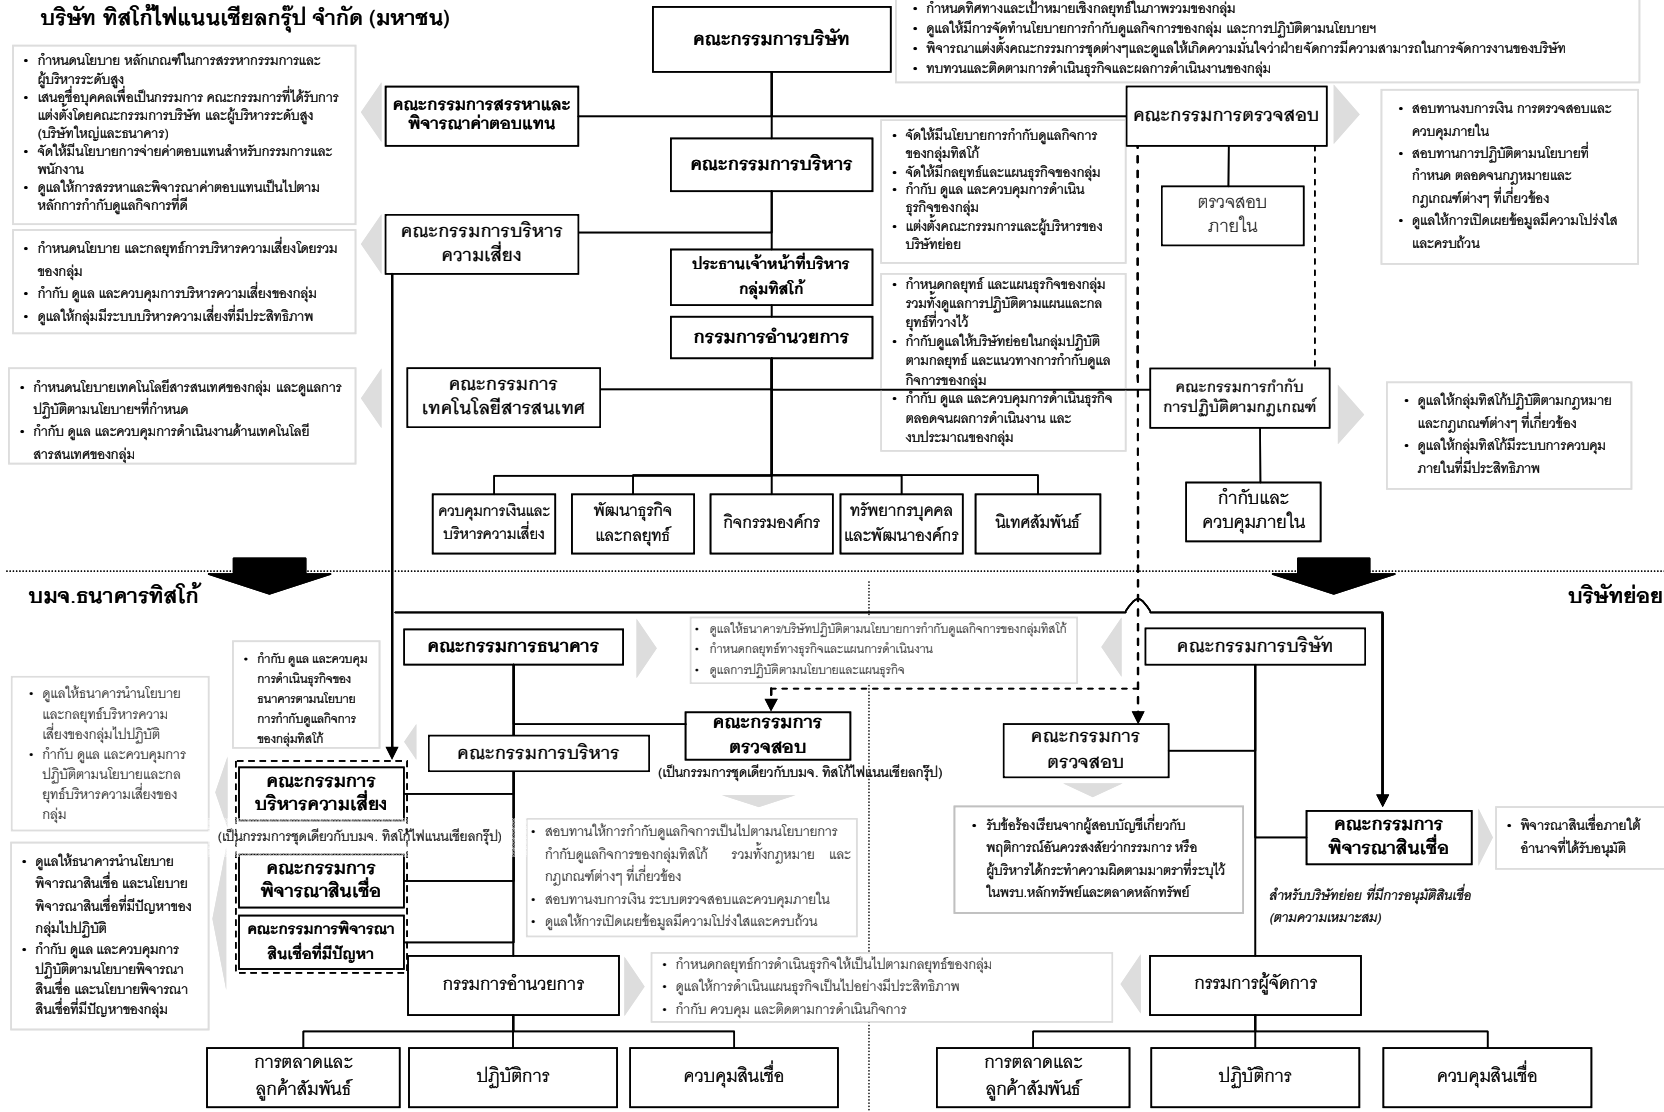 บริษัท ทิสโก้ไฟแนนเชียลกรุ๊ป จำกัด (มหาชน)
คณะกรรมการบริษัท
• กำหนดทิศทางและเป้าหมายเชิงกลยุทธ์ในภาพรวมของกลุ่ม
• ดูแลให้มีการจัดทำนโยบายการกำกับดูแลกิจการของกลุ่ม และการปฏิบัติตามนโยบายฯ
• พิจารณาแต่งตั้งคณะกรรมการชุดต่างๆและดูแลให้เกิดความมั่นใจว่าฝ่ายจัดการมีความสามารถในการจัดการงานของบริษัท
• ทบทวนและติดตามการดำเนินธุรกิจและผลการดำเนินงานของกลุ่ม
• กำหนดนโยบาย หลักเกณฑ์ในการสรรหากรรมการและ
ผู้บริหารระดับสูง
• เสนอชื่อบุคคลเพื่อเป็นกรรมการ คณะกรรมการที่ได้รับการ
แต่งตั้งโดยคณะกรรมการบริษัท และผู้บริหารระดับสูง
(บริษัทใหญ่และธนาคาร)
• จัดให้มีนโยบายการจ่ายค่าตอบแทนสำหรับกรรมการและ
พนักงาน
• ดูแลให้การสรรหาและพิจารณาค่าตอบแทนเป็นไปตาม
หลักการกำกับดูแลกิจการที่ดี
คณะกรรมการสรรหาและ
พิจารณาค่าตอบแทน
คณะกรรมการบริหาร
• จัดให้มีนโยบายการกำกับดูแลกิจการ
ของกลุ่มทิสโก้
• จัดให้มีกลยุทธ์และแผนธุรกิจของกลุ่ม
• กำกับ ดูแล และควบคุมการดำเนิน
ธุรกิจของกลุ่ม
• แต่งตั้งคณะกรรมการและผู้บริหารของ
บริษัทย่อย
คณะกรรมการตรวจสอบ
ตรวจสอบ
ภายใน
• สอบทานงบการเงิน การตรวจสอบและ
ควบคุมภายใน
• สอบทานการปฏิบัติตามนโยบายที่
กำหนด ตลอดจนกฎหมายและ
กฎเกณฑ์ต่างๆ ที่เกี่ยวข้อง
• ดูแลให้การเปิดเผยข้อมูลมีความโปร่งใส
และครบถ้วน
• กำหนดนโยบาย และกลยุทธ์การบริหารความเสี่ยงโดยรวม
ของกลุ่ม
• กำกับ ดูแล และควบคุมการบริหารความเสี่ยงของกลุ่ม
• ดูแลให้กลุ่มมีระบบบริหารความเสี่ยงที่มีประสิทธิภาพ
คณะกรรมการบริหาร
ความเสี่ยง
ประธานเจ้าหน้าที่บริหาร
กลุ่มทิสโก้
กรรมการอำนวยการ
• กำหนดกลยุทธ์ และแผนธุรกิจของกลุ่ม
รวมทั้งดูแลการปฏิบัติตามแผนและกล
ยุทธ์ที่วางไว้
• กำกับดูแลให้บริษัทย่อยในกลุ่มปฏิบัติ
ตามกลยุทธ์ และแนวทางการกำกับดูแล
กิจการของกลุ่ม
• กำกับ ดูแล และควบคุมการดำเนินธุรกิจ
ตลอดจนผลการดำเนินงาน และ
งบประมาณของกลุ่ม
• กำหนดนโยบายเทคโนโลยีสารสนเทศของกลุ่ม และดูแลการ
ปฏิบัติตามนโยบายฯที่กำหนด
• กำกับ ดูแล และควบคุมการดำเนินงานด้านเทคโนโลยี
สารสนเทศของกลุ่ม
คณะกรรมการ
เทคโนโลยีสารสนเทศ
คณะกรรมการกำกับ
การปฏิบัติตามกฎเกณฑ์
• ดูแลให้กลุ่มทิสโก้ปฏิบัติตามกฎหมาย
และกฎเกณฑ์ต่างๆ ที่เกี่ยวข้อง
• ดูแลให้กลุ่มทิสโก้มีระบบการควบคุม
ภายในที่มีประสิทธิภาพ
ควบคุมการเงินและ
บริหารความเสี่ยง
พัฒนาธุรกิจ
และกลยุทธ์
กิจกรรมองค์กร
ทรัพยากรบุคคล
และพัฒนาองค์กร
นิเทศสัมพันธ์
กำกับและ
ควบคุมภายใน
บมจ.ธนาคารทิสโก้
บริษัทย่อย
คณะกรรมการธนาคาร
• ดูแลให้ธนาคาร/บริษัทปฏิบัติตามนโยบายการกำกับดูแลกิจการของกลุ่มทิสโก้
• กำหนดกลยุทธ์ทางธุรกิจและแผนการดำเนินงาน
• ดูแลการปฏิบัติตามนโยบายและแผนธุรกิจ
คณะกรรมการบริษัท
• กำกับ ดูแล และควบคุม
การดำเนินธุรกิจของ
ธนาคารตามนโยบาย
การกำกับดูแลกิจการ
ของกลุ่มทิสโก้
• ดูแลให้ธนาคารนำนโยบาย
และกลยุทธ์บริหารความ
เสี่ยงของกลุ่มไปปฏิบัติ
• กำกับ ดูแล และควบคุมการ
ปฏิบัติตามนโยบายและกล
ยุทธ์บริหารความเสี่ยงของ
กลุ่ม
คณะกรรมการบริหาร
คณะกรรมการ
ตรวจสอบ
(เป็นกรรมการชุดเดียวกับบมจ. ทิสโก้ไฟแนนเชียลกรุ๊ป)
คณะกรรมการ
ตรวจสอบ
คณะกรรมการ
บริหารความเสี่ยง
(เป็นกรรมการชุดเดียวกับบมจ. ทิสโก้ไฟแนนเชียลกรุ๊ป)
คณะกรรมการ
พิจารณาสินเชื่อ
คณะกรรมการพิจารณา
สินเชื่อที่มีปัญหา
• ดูแลให้ธนาคารนำนโยบาย
พิจารณาสินเชื่อ และนโยบาย
พิจารณาสินเชื่อที่มีปัญหาของ
กลุ่มไปปฏิบัติ
• กำกับ ดูแล และควบคุมการ
ปฏิบัติตามนโยบายพิจารณา
สินเชื่อ และนโยบายพิจารณา
สินเชื่อที่มีปัญหาของกลุ่ม
• สอบทานให้การกำกับดูแลกิจการเป็นไปตามนโยบายการ
กำกับดูแลกิจการของกลุ่มทิสโก้ รวมทั้งกฎหมาย และ
กฎเกณฑ์ต่างๆ ที่เกี่ยวข้อง
• สอบทานงบการเงิน ระบบตรวจสอบและควบคุมภายใน
• ดูแลให้การเปิดเผยข้อมูลมีความโปร่งใสและครบถ้วน
• รับข้อร้องเรียนจากผู้สอบบัญชีเกี่ยวกับ
พฤติการณ์อันควรสงสัยว่ากรรมการ หรือ
ผู้บริหารได้กระทำความผิดตามมาตราที่ระบุไว้
ในพรบ.หลักทรัพย์และตลาดหลักทรัพย์
คณะกรรมการ
พิจารณาสินเชื่อ
• พิจารณาสินเชื่อภายใต้
อำนาจที่ได้รับอนุมัติ
สำหรับบริษัทย่อย ที่มีการอนุมัติสินเชื่อ
(ตามความเหมาะสม)
กรรมการอำนวยการ
• กำหนดกลยุทธ์การดำเนินธุรกิจให้เป็นไปตามกลยุทธ์ของกลุ่ม
• ดูแลให้การดำเนินแผนธุรกิจเป็นไปอย่างมีประสิทธิภาพ
• กำกับ ควบคุม และติดตามการดำเนินกิจการ
กรรมการผู้จัดการ
การตลาดและ
ลูกค้าสัมพันธ์
ปฏิบัติการ
ควบคุมสินเชื่อ
การตลาดและ
ลูกค้าสัมพันธ์
ปฏิบัติการ
ควบคุมสินเชื่อ